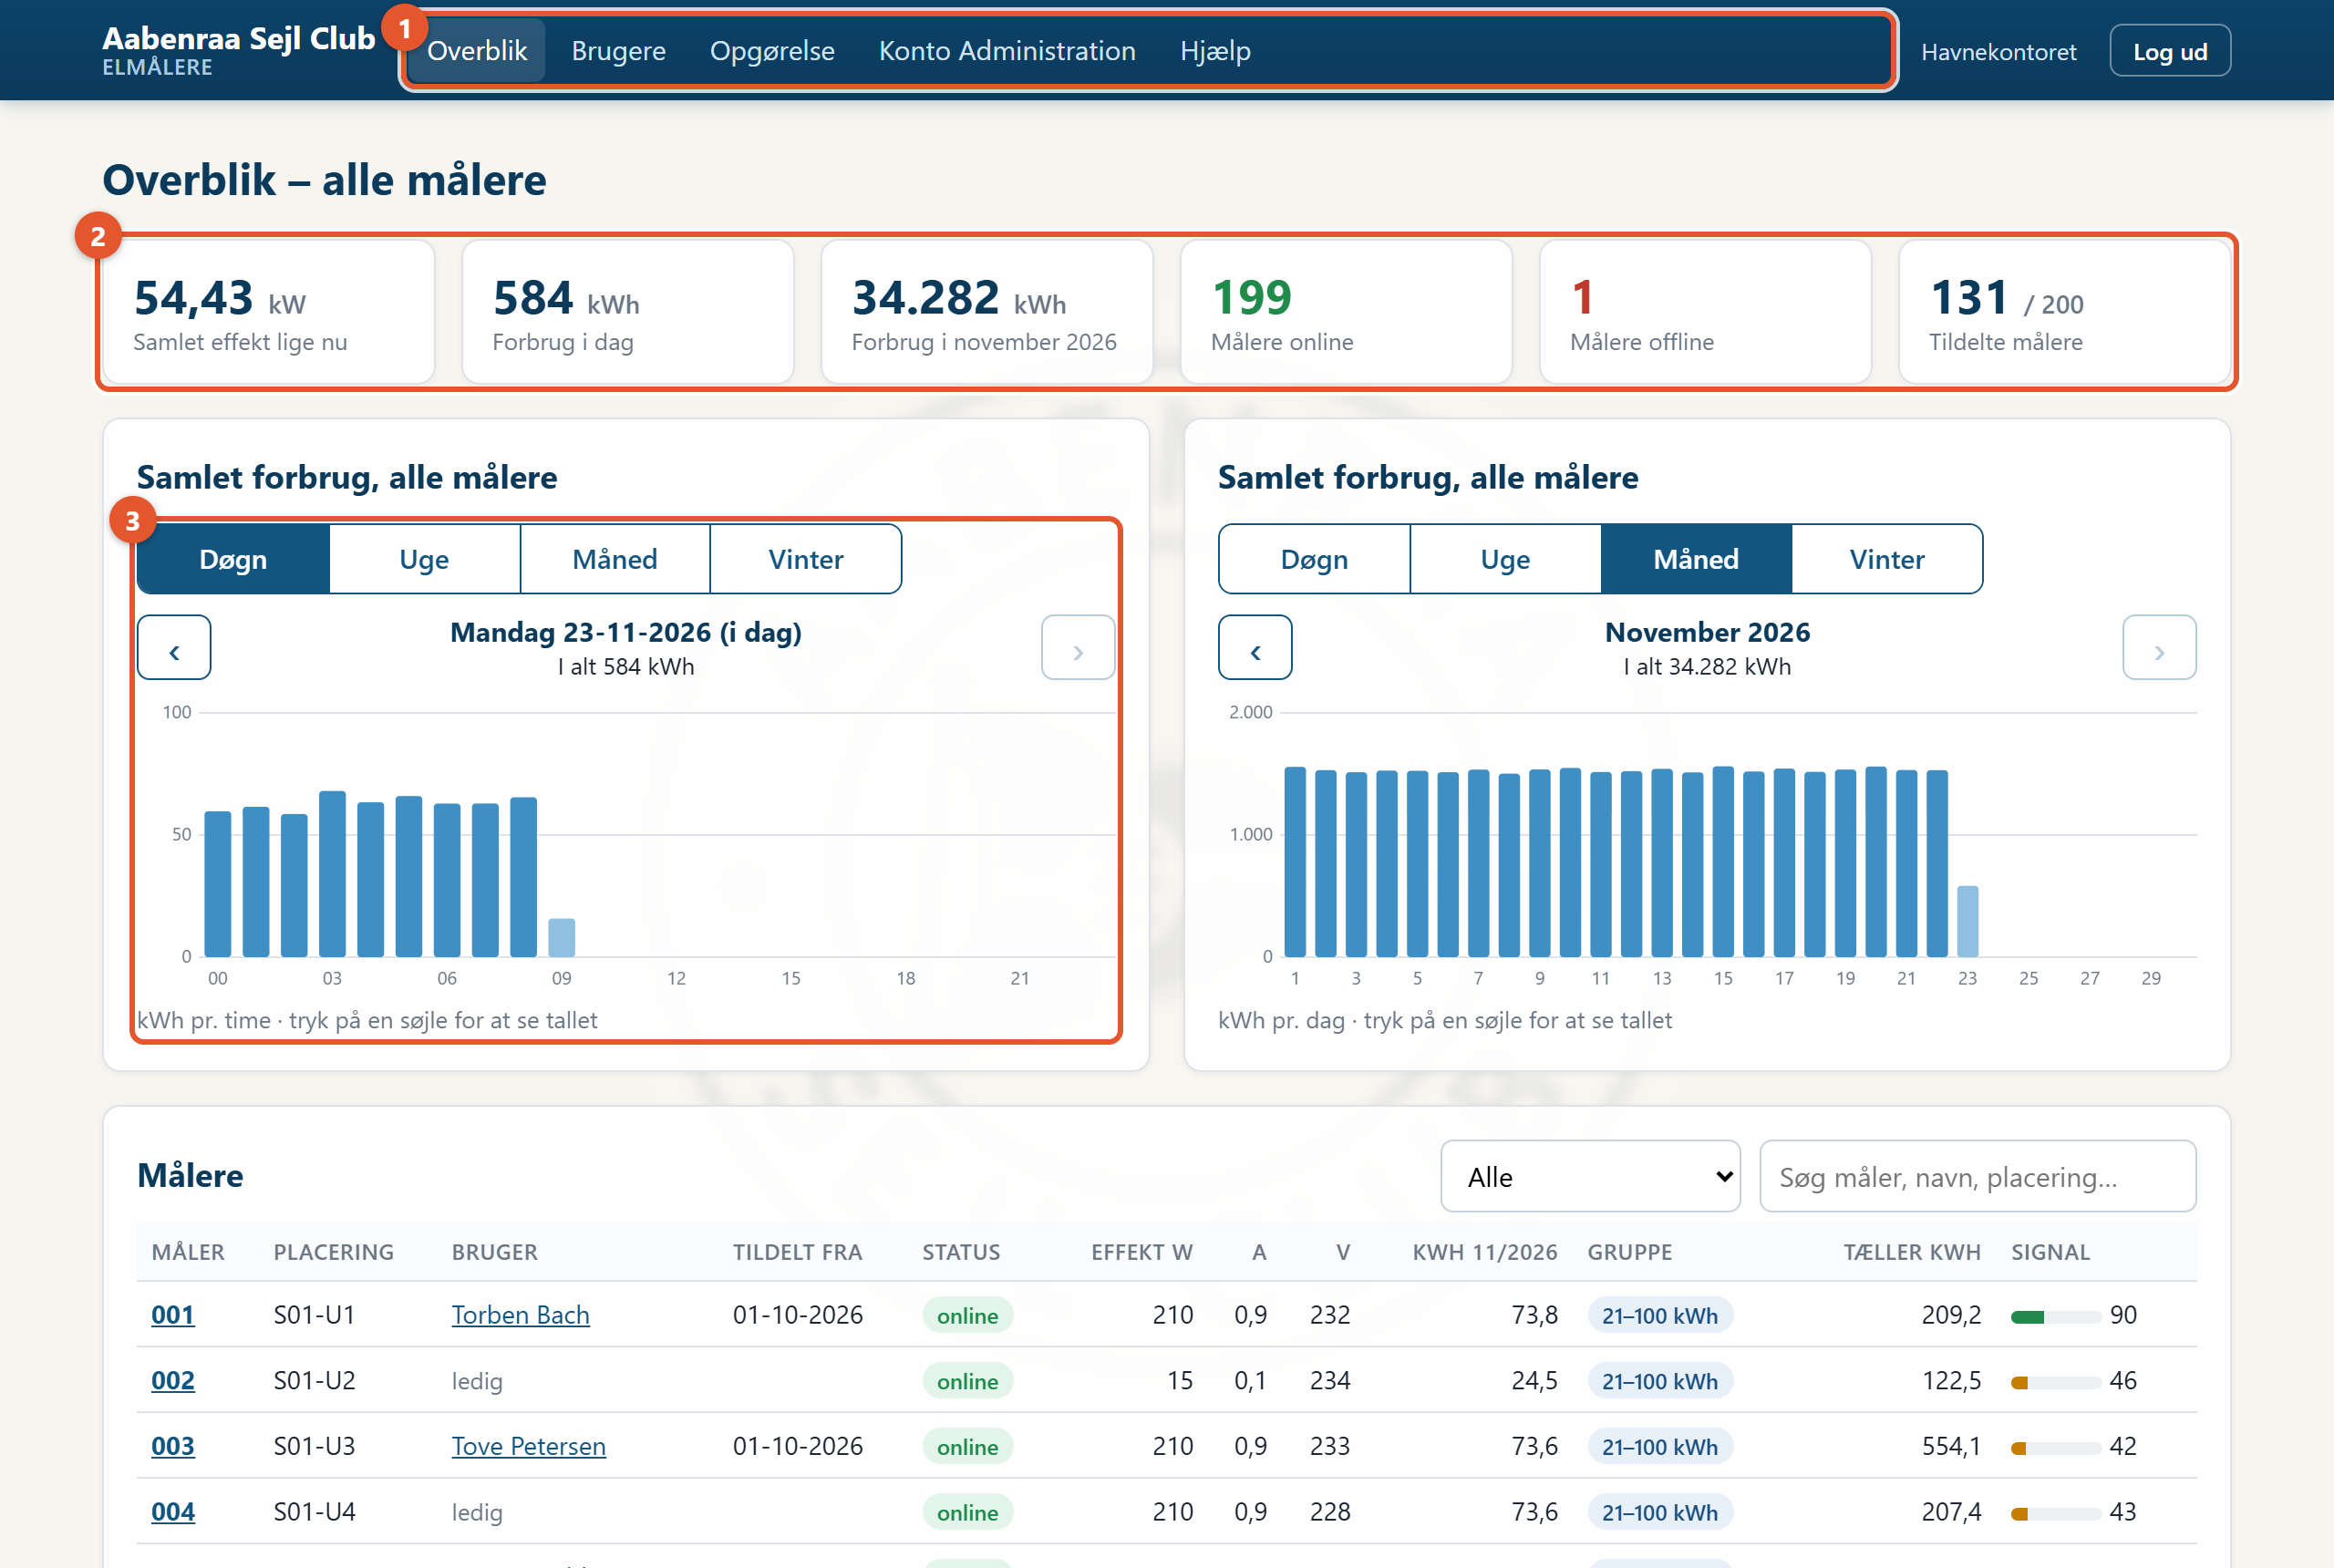 Aabenraa Sejl Club
ELMÅLERE
1
Overblik
Brugere
Opgørelse
Konto Administration
Hjælp
Havnekontoret
Log ud
Overblik – alle målere
2
54,43 kW
Samlet effekt lige nu
584 kWh
Forbrug i dag
34.282 kWh
Forbrug i november 2026
199
Målere online
1
Målere offline
131 / 200
Tildelte målere
Samlet forbrug, alle målere
3
Døgn Uge Måned Vinter
‹
Mandag 23-11-2026 (i dag)
I alt 584 kWh
›
100
50
0
00 03 06 09 12 15 18 21
kWh pr. time · tryk på en søjle for at se tallet
Samlet forbrug, alle målere
Døgn Uge Måned Vinter
‹
November 2026
I alt 34.282 kWh
›
2.000
1.000
0
1 3 5 7 9 11 13 15 17 19 21 23 25 27 29
kWh pr. dag · tryk på en søjle for at se tallet
Målere
Alle
Søg måler, navn, placering...
MÅLER PLACERING BRUGER TILDELT FRA STATUS EFFEKT W A V KWH 11/2026 GRUPPE TÆLLER KWH SIGNAL
001 S01-U1 Torben Bach 01-10-2026 online 210 0,9 232 73,8 21–100 kWh 209,2 90
002 S01-U2 ledig online 15 0,1 234 24,5 21–100 kWh 122,5 46
003 S01-U3 Tove Petersen 01-10-2026 online 210 0,9 233 73,6 21–100 kWh 554,1 42
004 S01-U4 ledig online 210 0,9 228 73,6 21–100 kWh 207,4 43